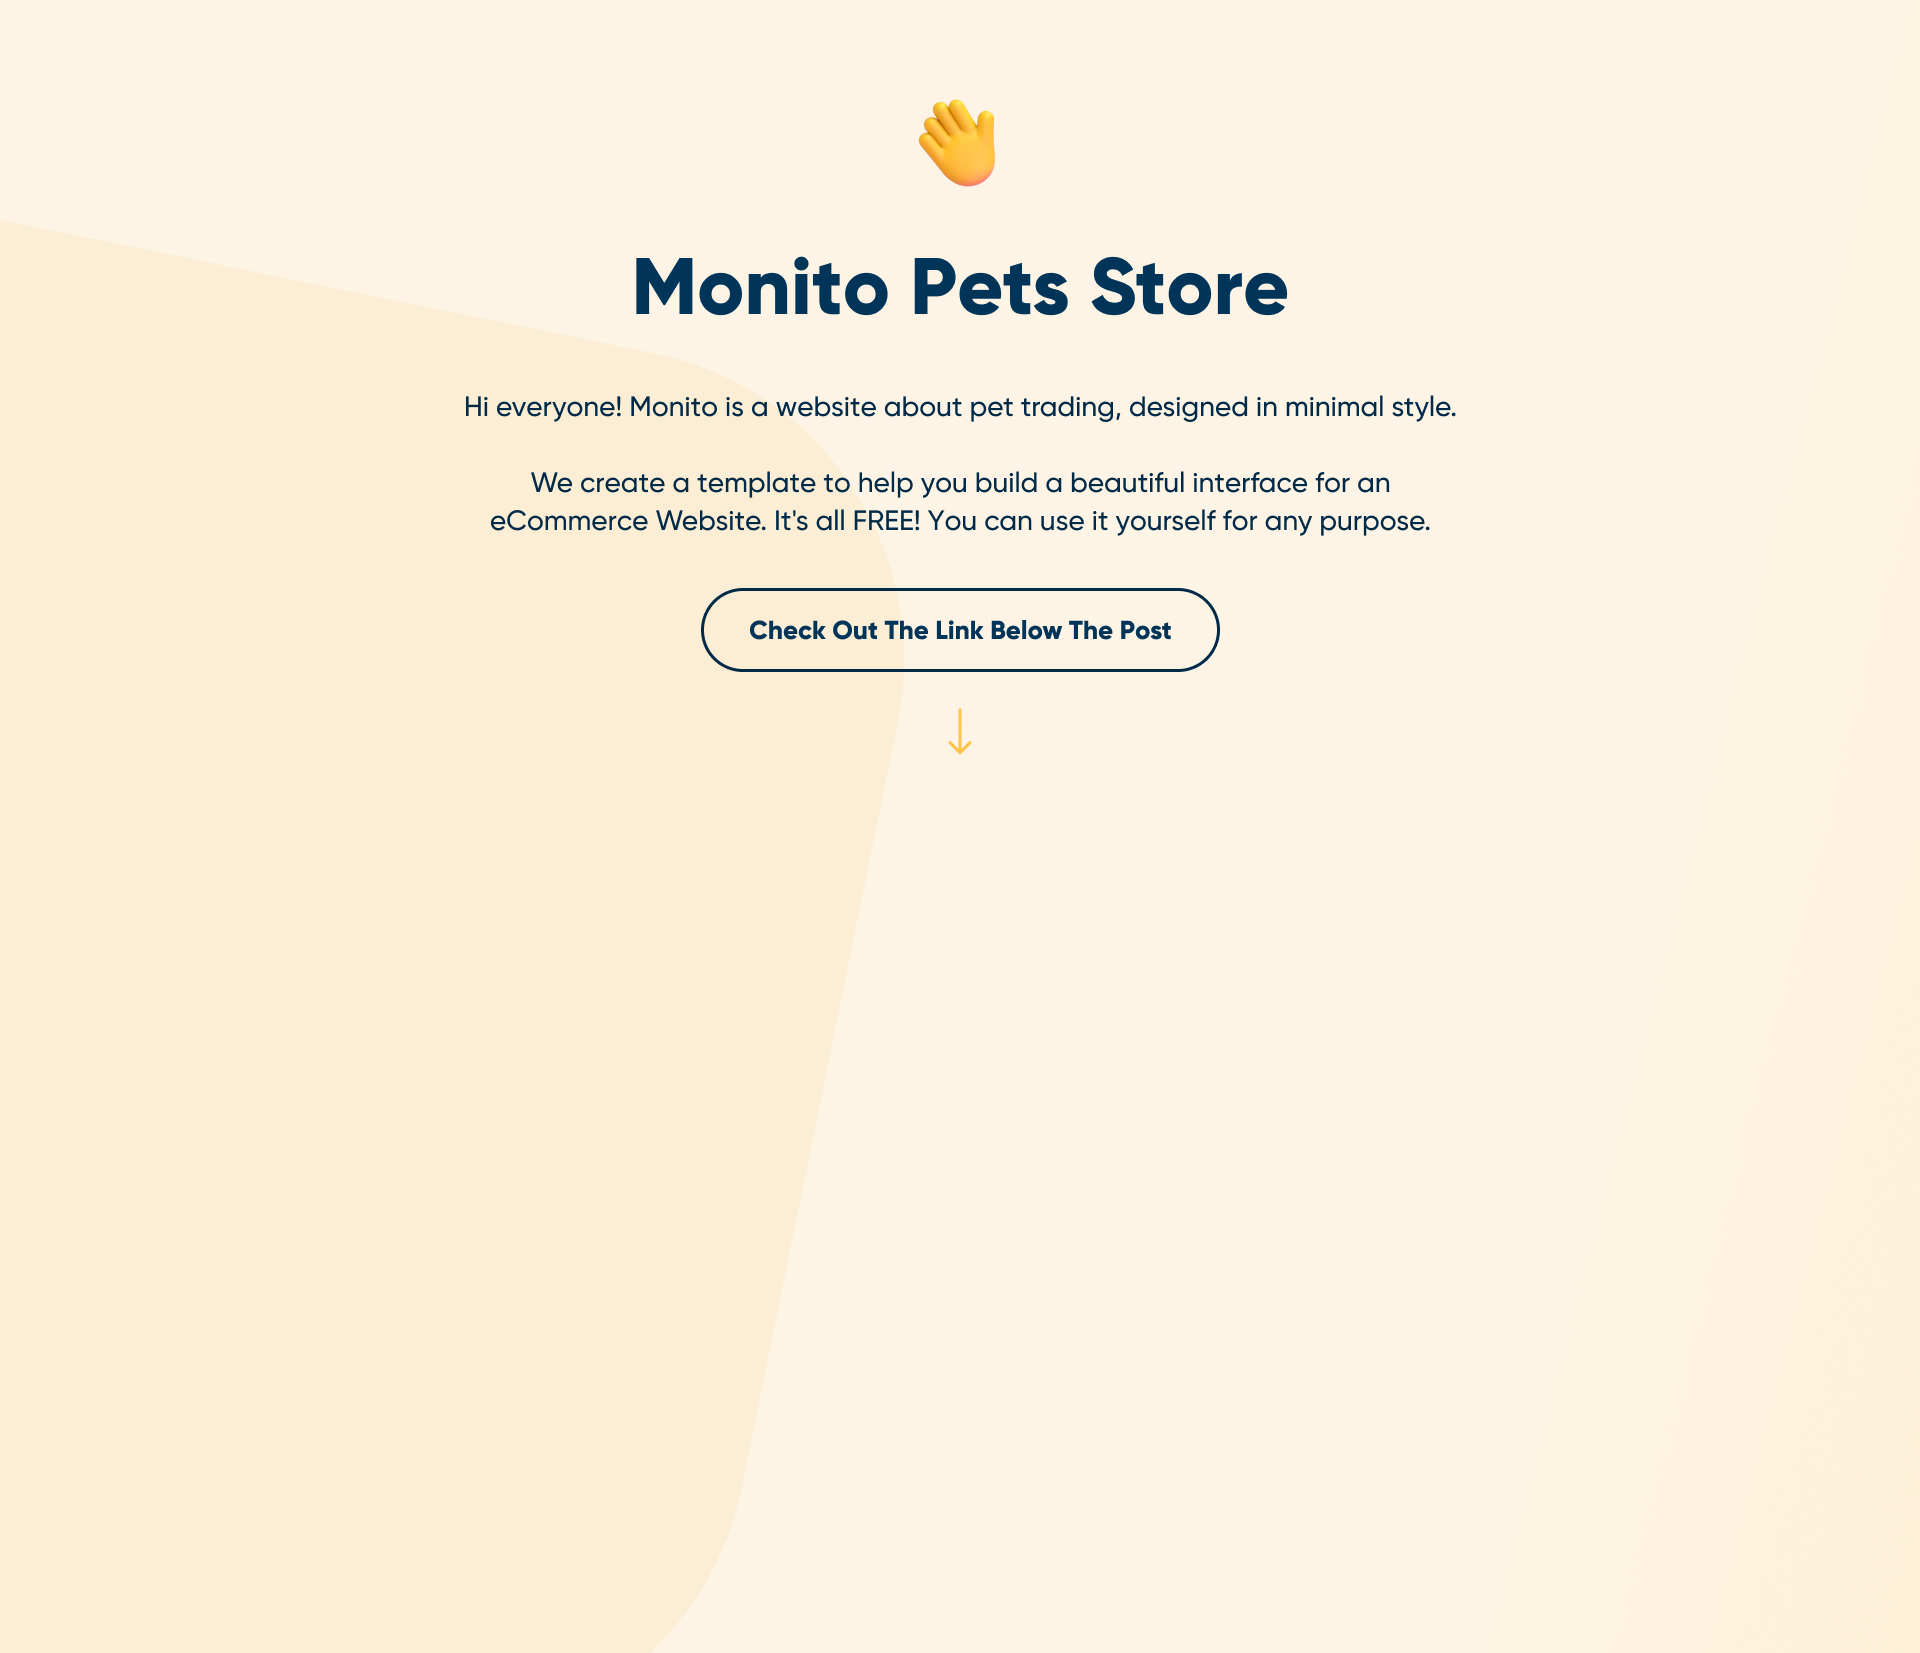 Monito Pets Store
Hi everyone! Monito is a website about pet trading, designed in minimal style.
We create a template to help you build a beautiful interface for an
eCommerce Website. It's all FREE! You can use it yourself for any purpose.
Check Out The Link Below The Post